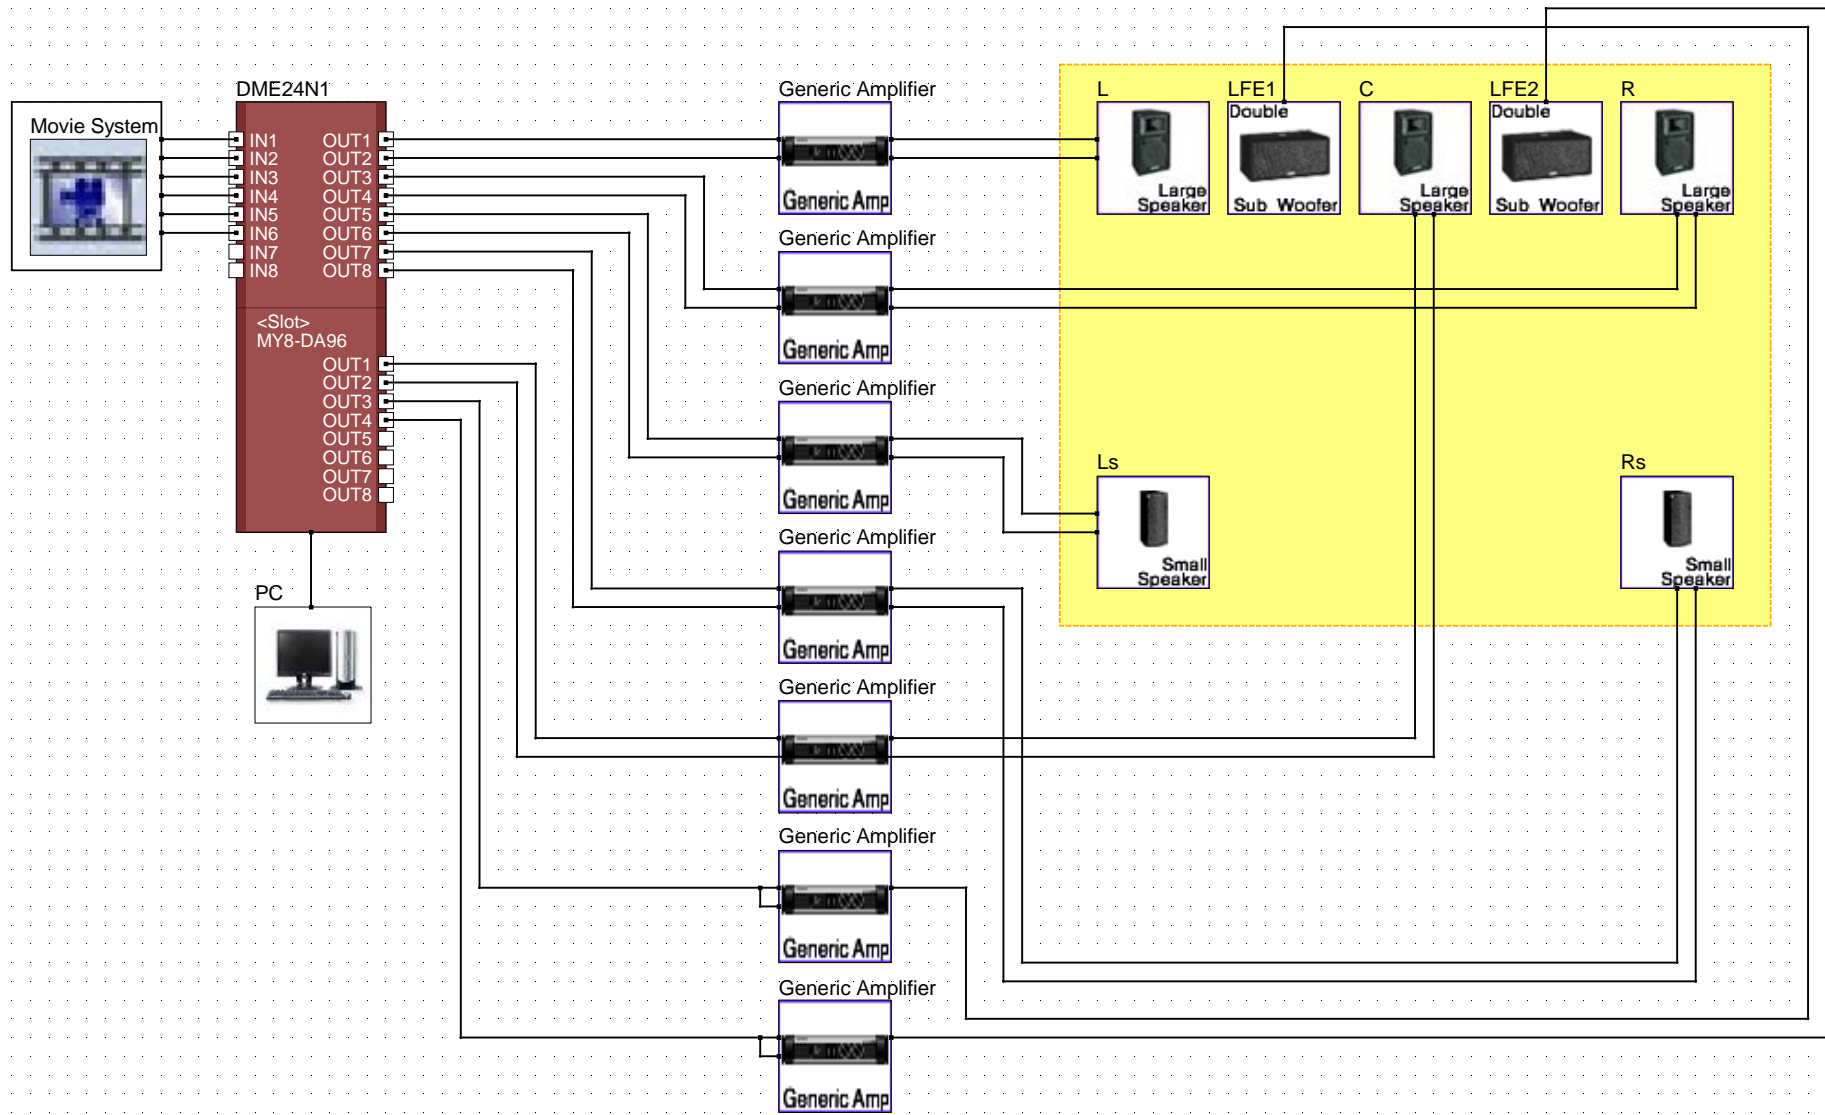 Movie System
DME24N1
IN1 OUT1
IN2 OUT2
IN3 OUT3
IN4 OUT4
IN5 OUT5
IN6 OUT6
IN7 OUT7
IN8 OUT8
<Slot>
MY8-DA96
OUT1
OUT2
OUT3
OUT4
OUT5
OUT6
OUT7
OUT8
PC
Generic Amplifier
Generic Amp
Generic Amplifier
Generic Amp
Generic Amplifier
Generic Amp
Generic Amplifier
Generic Amp
Generic Amplifier
Generic Amp
Generic Amplifier
Generic Amp
Generic Amplifier
Generic Amp
L
Large
Speaker
LFE1
Double
Sub Woofer
C
Large
Speaker
LFE2
Double
Sub Woofer
R
Large
Speaker
Ls
Small
Speaker
Rs
Small
Speaker